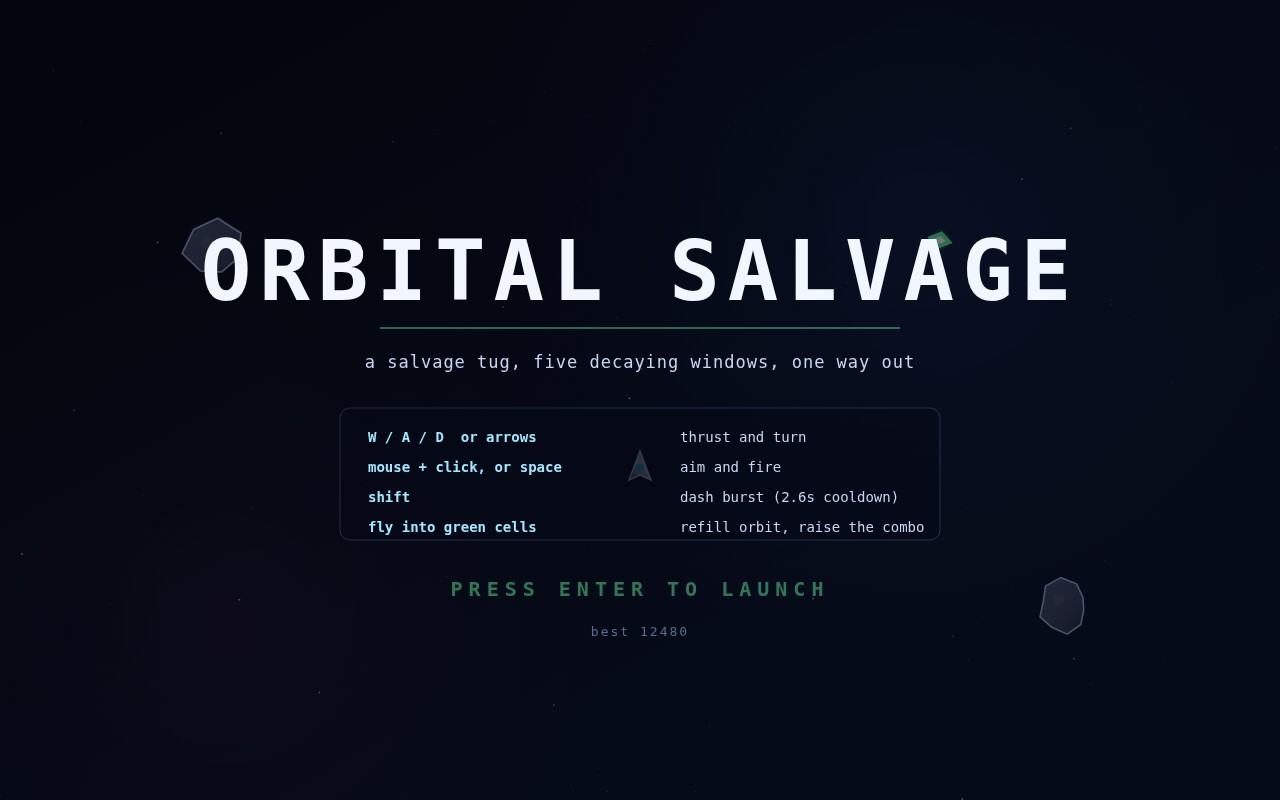 ORBITAL SALVAGE
a salvage tug, five decaying windows, one way out
W / A / D  or arrows thrust and turn
mouse + click, or space aim and fire
shift dash burst (2.6s cooldown)
fly into green cells refill orbit, raise the combo
PRESS ENTER TO LAUNCH
best 12480